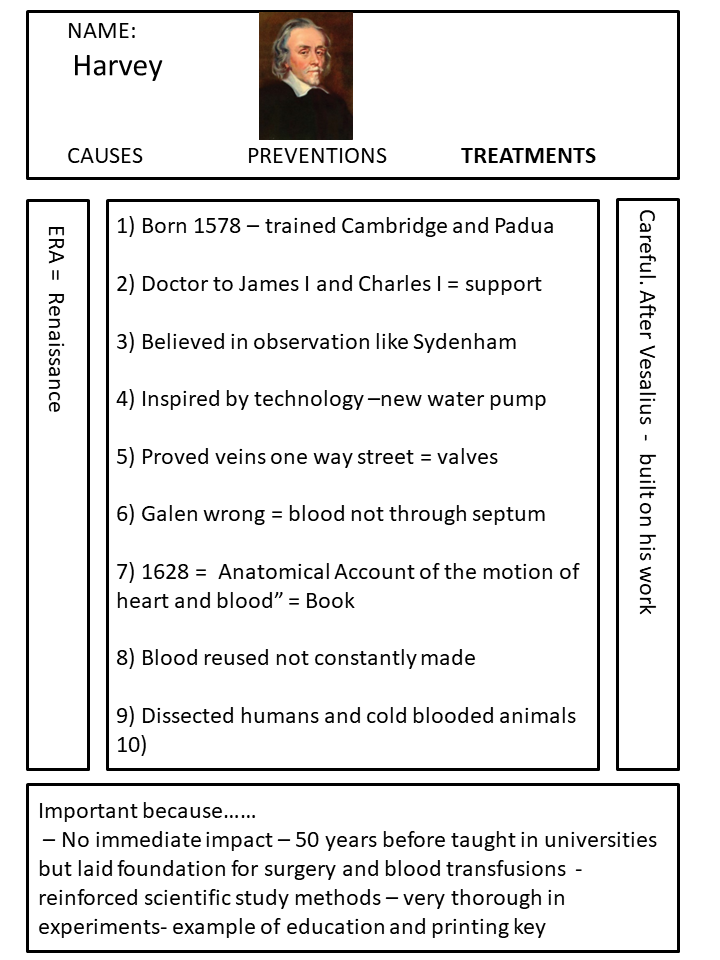 NAME:
Harvey
CAUSES PREVENTIONS TREATMENTS
ERA = Renaissance
1) Born 1578 – trained Cambridge and Padua
2) Doctor to James I and Charles I = support
3) Believed in observation like Sydenham
4) Inspired by technology –new water pump
5) Proved veins one way street = valves
6) Galen wrong = blood not through septum
7) 1628 = Anatomical Account of the motion of
heart and blood” = Book
8) Blood reused not constantly made
9) Dissected humans and cold blooded animals
10)
Careful. After Vesalius - built on his work
Important because……
– No immediate impact – 50 years before taught in universities
but laid foundation for surgery and blood transfusions -
reinforced scientific study methods – very thorough in
experiments- example of education and printing key